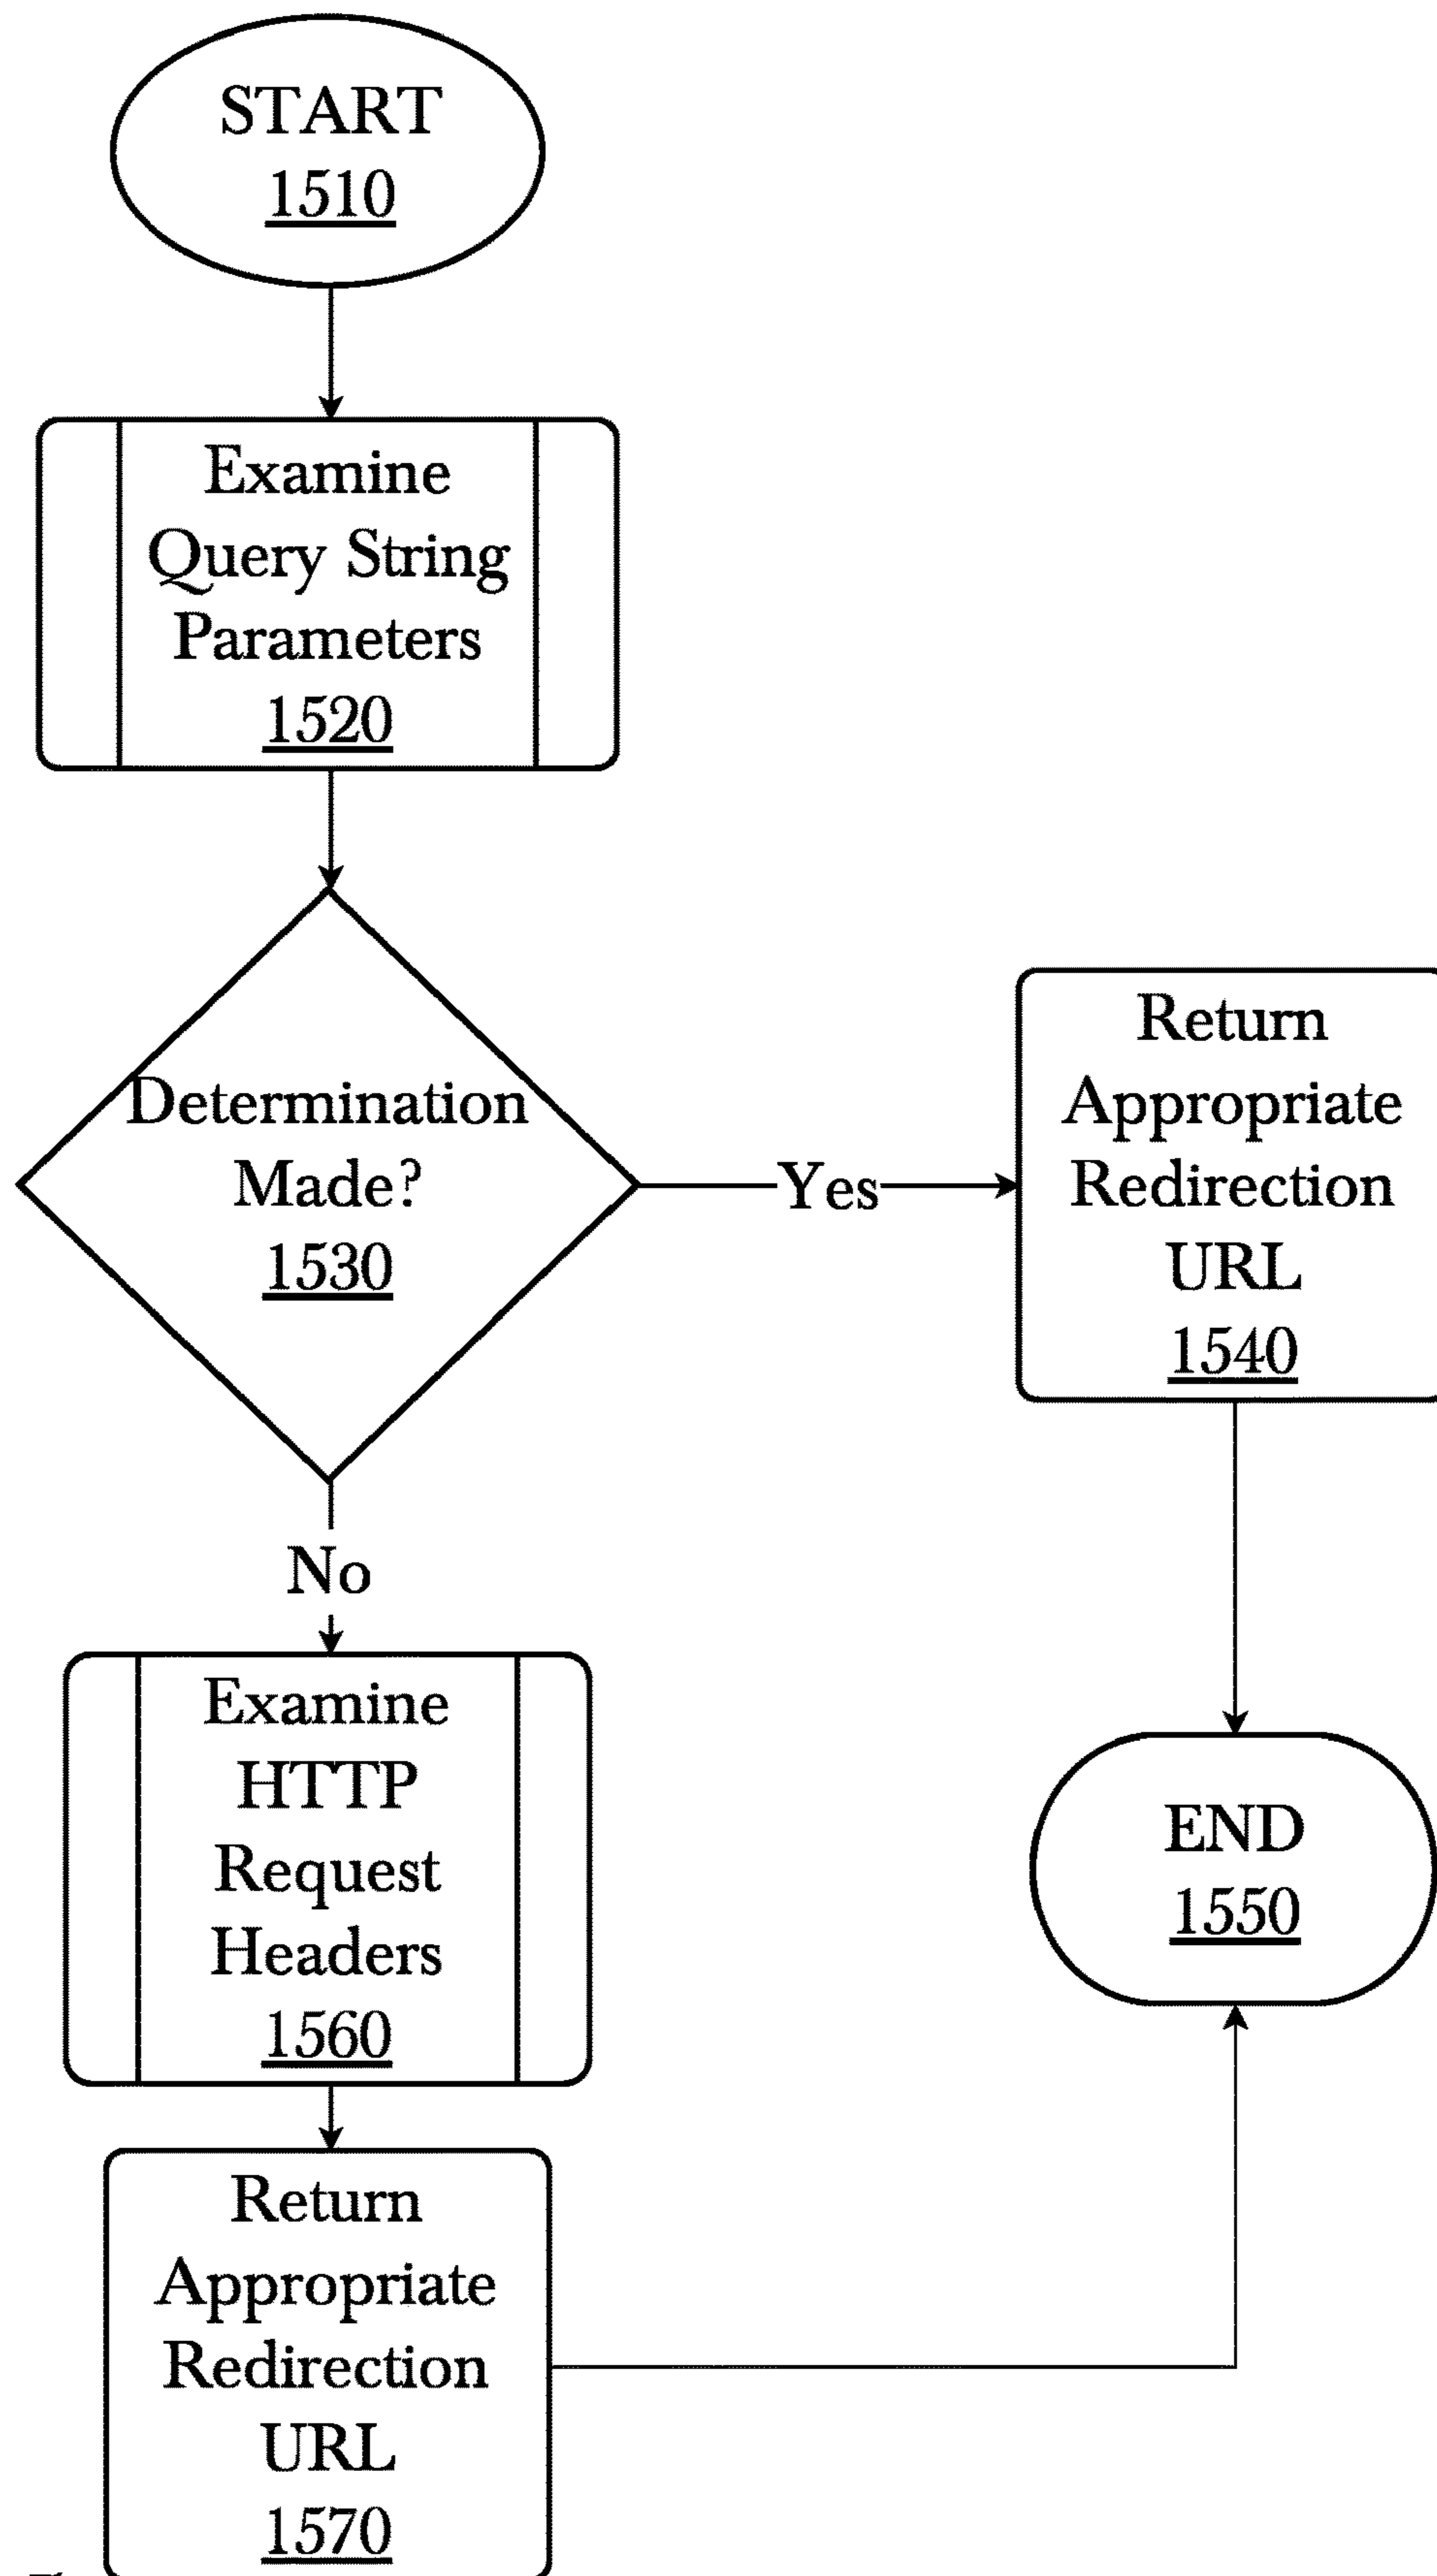 START
1510
Examine
Query String
Parameters
1520
Determination
Made?
1530
Yes
Return
Appropriate
Redirection
URL
1540
No
Examine
HTTP
Request
Headers
1560
END
1550
Return
Appropriate
Redirection
URL
1570